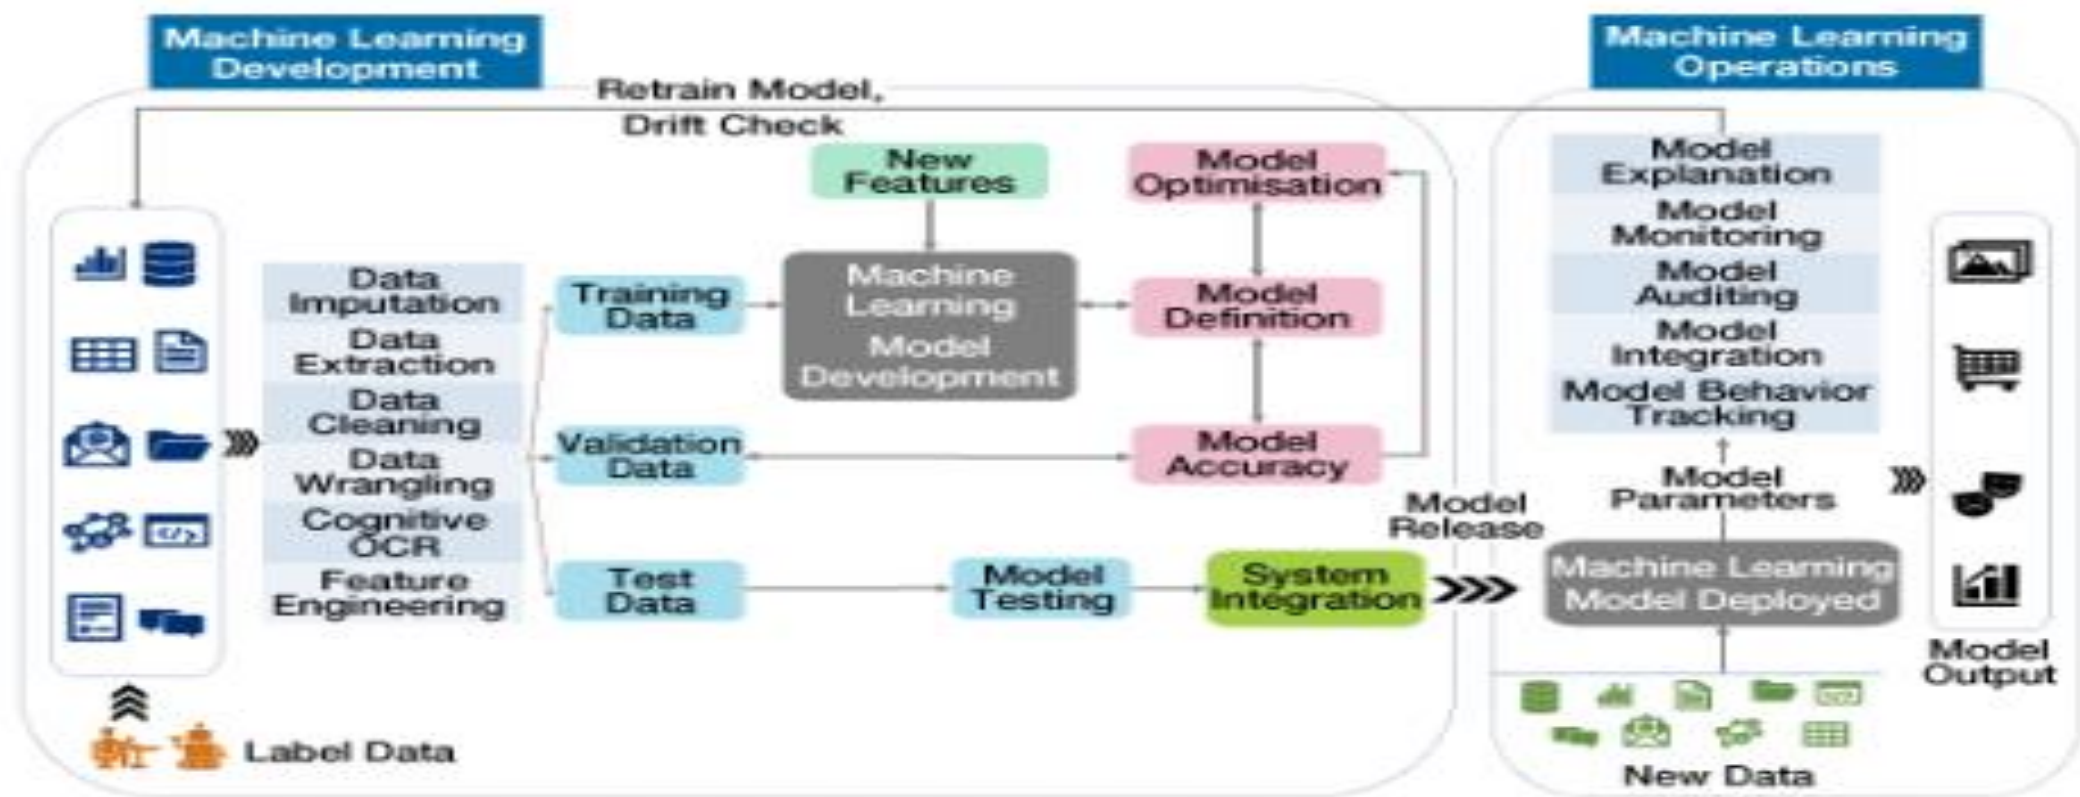 Machine Learning
Development
Machine Learning
Operations
Retrain Model,
Drift Check
New
Features
Model
Optimisation
Data
Imputation
Data
Extraction
Data
Cleaning
Data
Wrangling
Cognitive
OCR
Feature
Engineering
Training
Data
Machine
Learning
Model
Development
Model
Definition
Validation
Data
Model
Accuracy
Test
Data
Model
Testing
System
Integration
Model
Release
Model
Explanation
Model
Monitoring
Model
Auditing
Model
Integration
Model Behavior
Tracking
Model
Parameters
Machine Learning
Model Deployed
Model
Output
Label Data
New Data